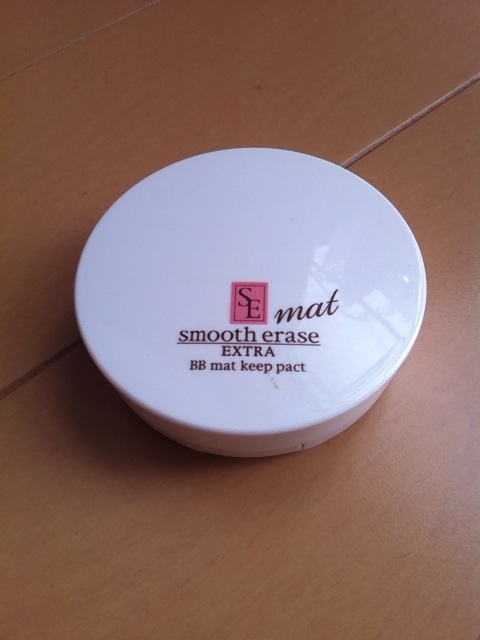 SE mat
smooth erase
EXTRA
BB mat keep pact